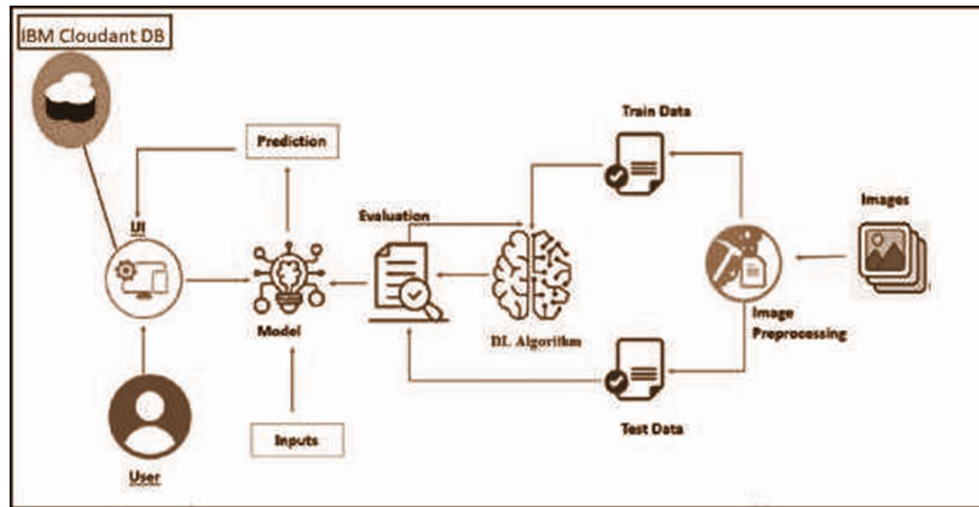 IBM Cloudant DB
Train Data
Prediction
Images
Evaluation
UI
Image
Preprocessing
Model
DL Algorithm
Test Data
Inputs
User